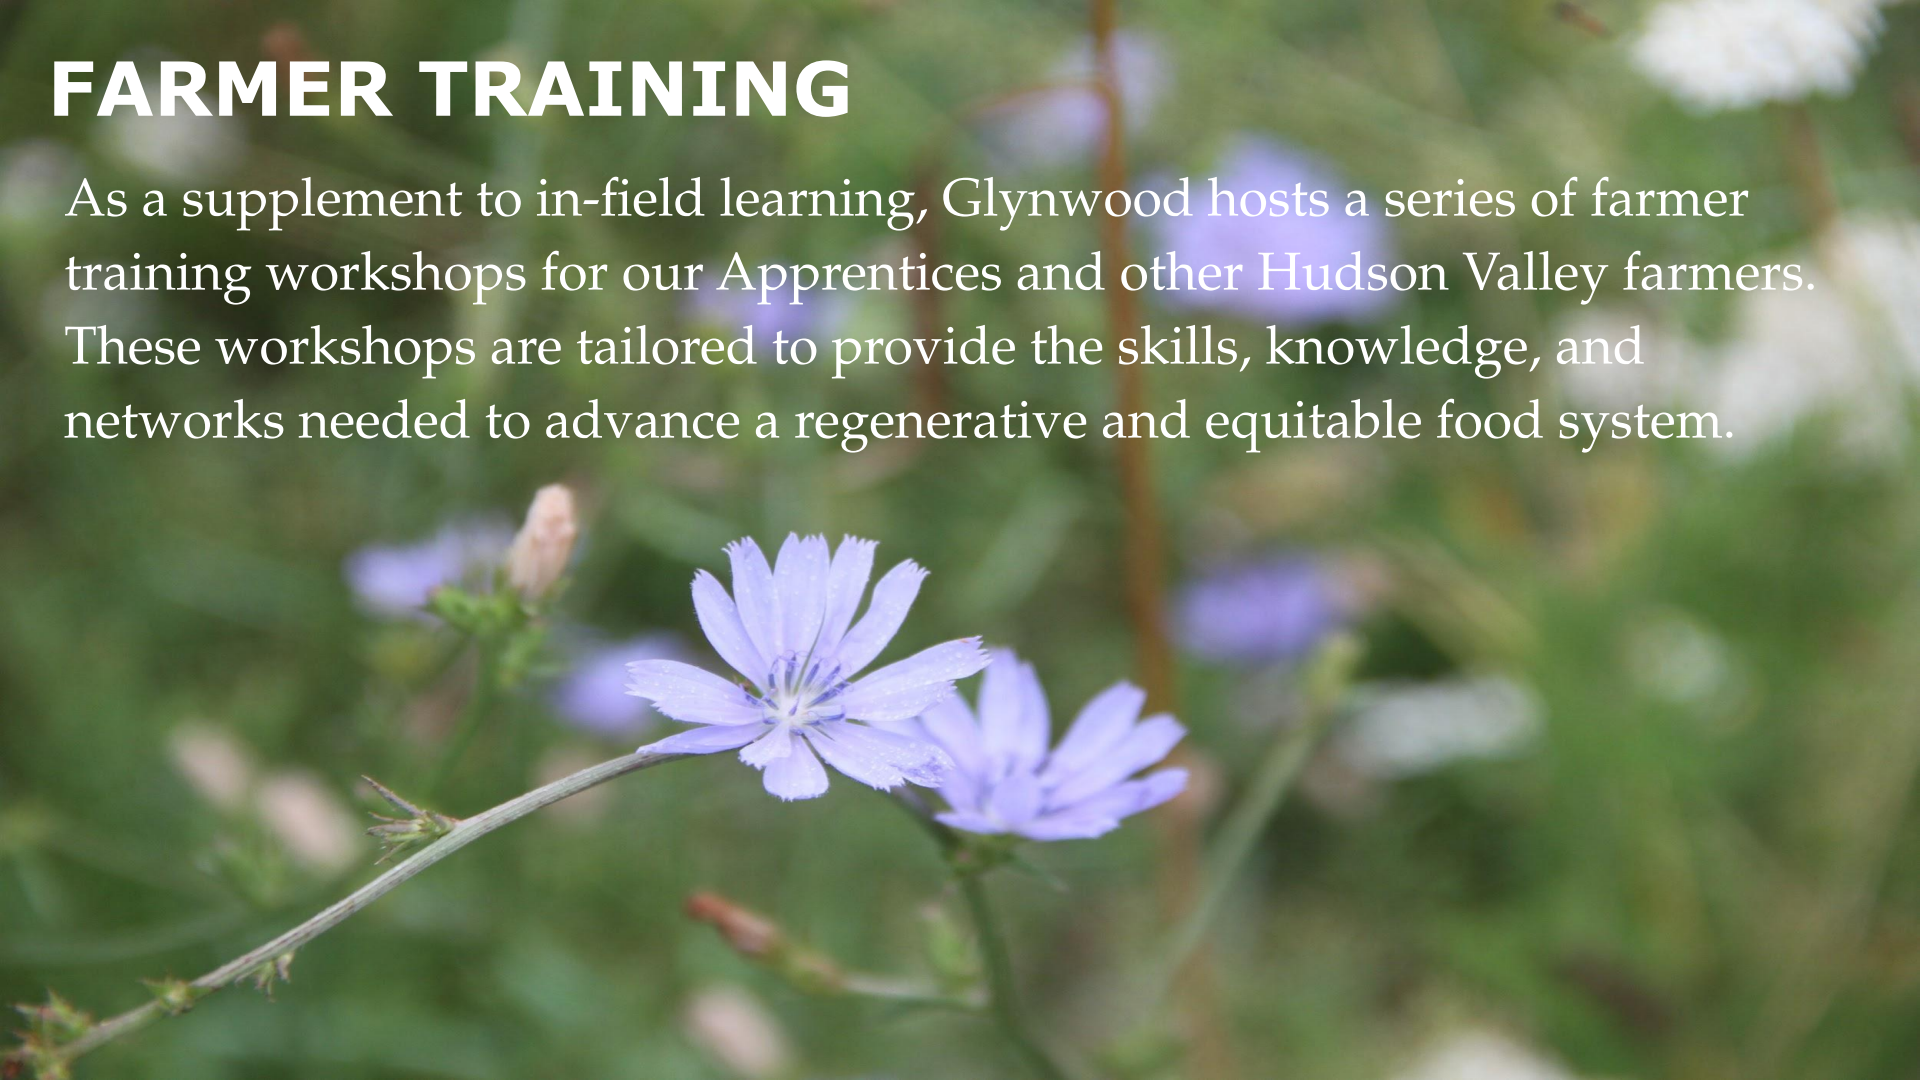 FARMER TRAINING
As a supplement to in-field learning, Glynwood hosts a series of farmer
training workshops for our Apprentices and other Hudson Valley farmers.
These workshops are tailored to provide the skills, knowledge, and
networks needed to advance a regenerative and equitable food system.